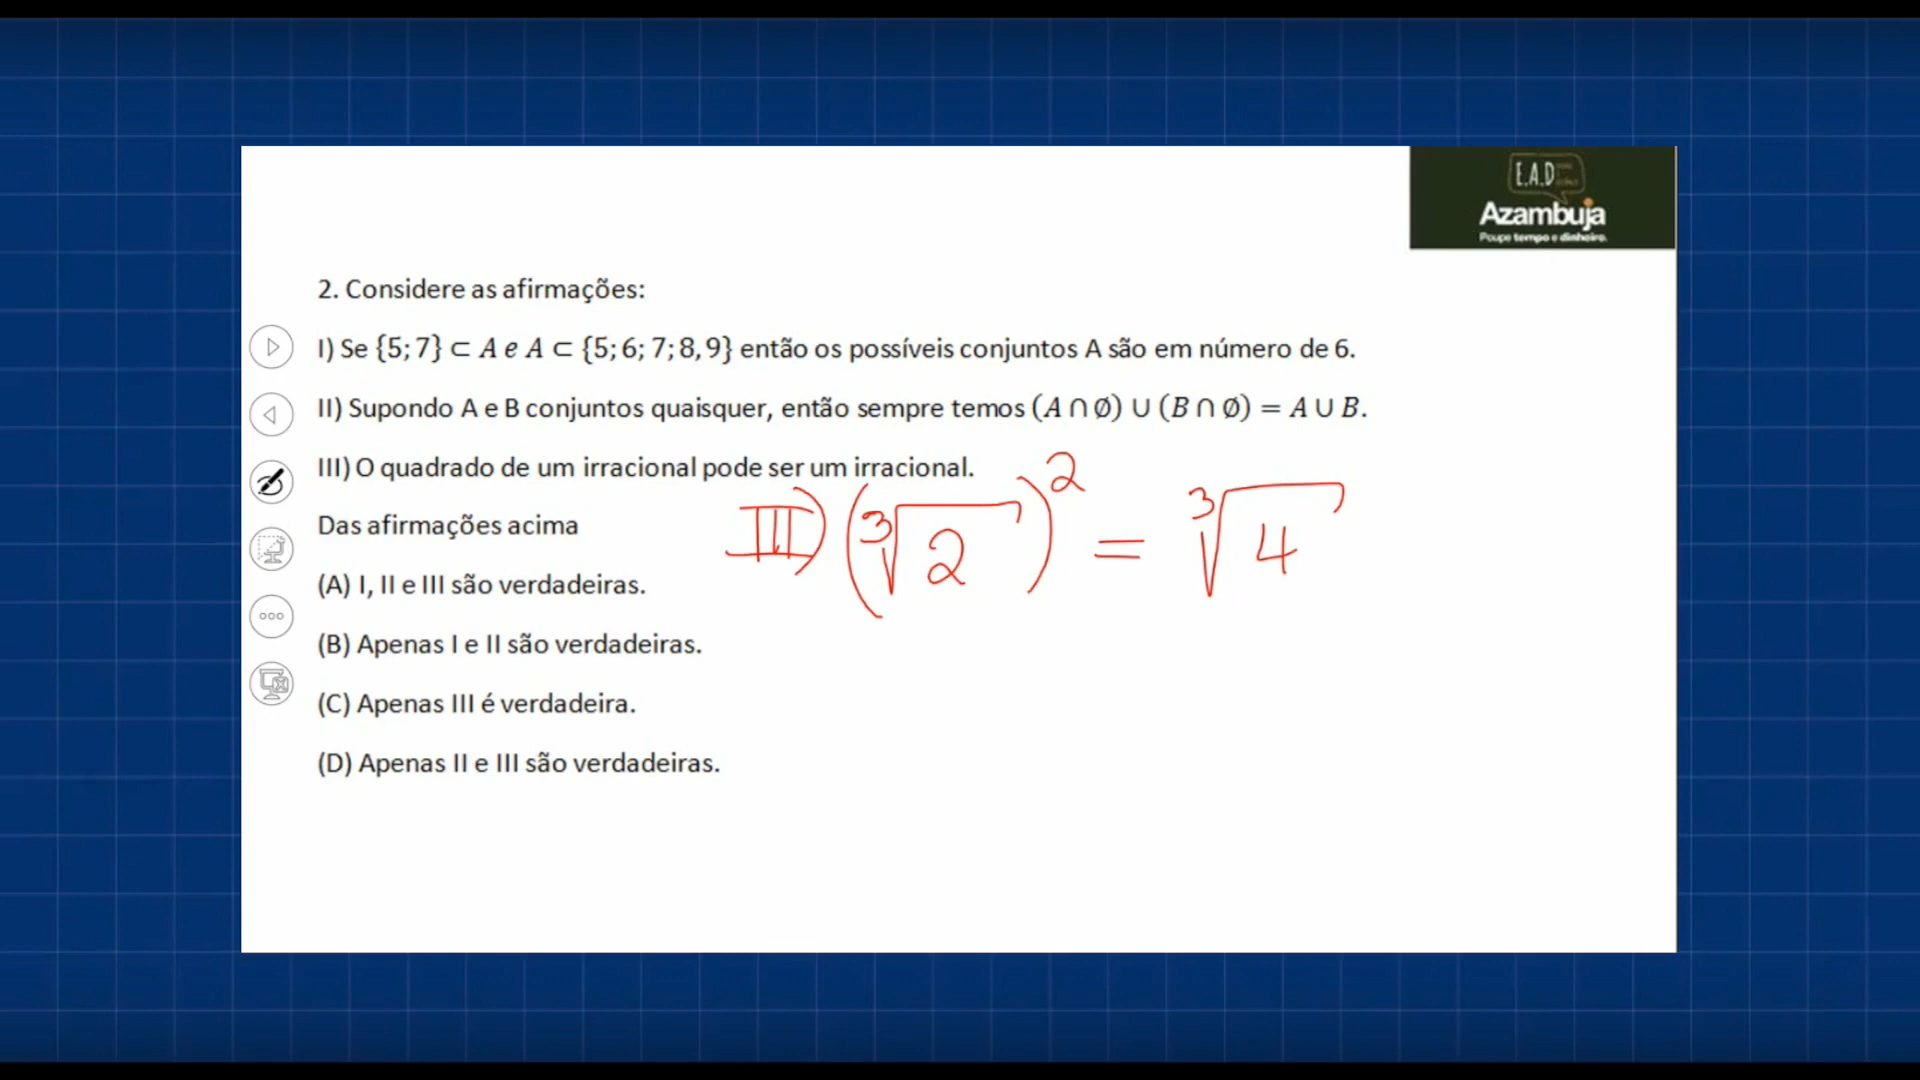 E.A.D
Azambuja
Poupe tempo e dinheiro.
2. Considere as afirmações:
I) Se {5; 7} ⊂ A e A ⊂ {5; 6; 7; 8, 9} então os possíveis conjuntos A são em número de 6.
II) Supondo A e B conjuntos quaisquer, então sempre temos (A ∩ ∅) ∪ (B ∩ ∅) = A ∪ B.
III) O quadrado de um irracional pode ser um irracional.
III) (∛2)² = ∛4
Das afirmações acima
(A) I, II e III são verdadeiras.
(B) Apenas I e II são verdadeiras.
(C) Apenas III é verdadeira.
(D) Apenas II e III são verdadeiras.